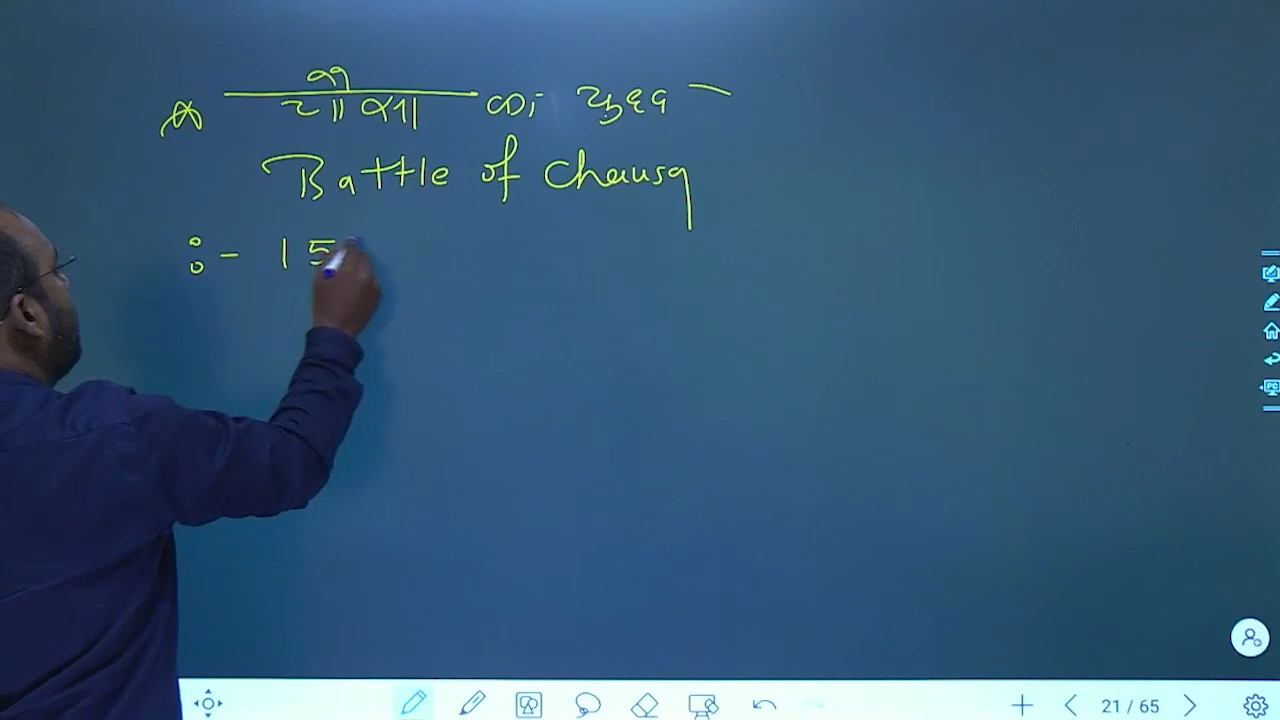 चौसा का युद्ध –
Battle of Chausa
:- 15
21 / 65